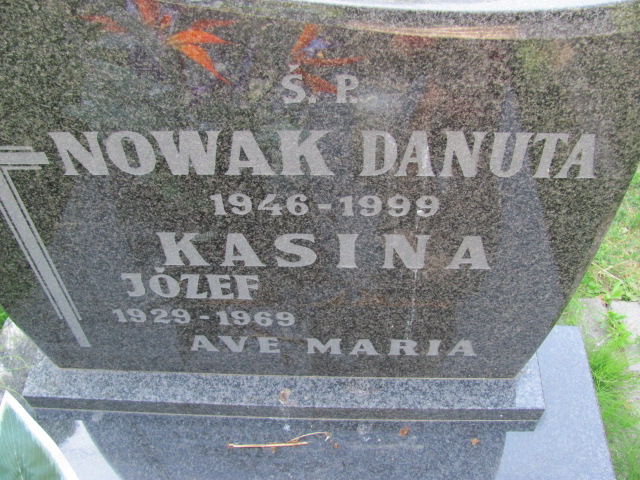 Ś. P.
NOWAK DANUTA
1946-1999
KASINA
JÓZEF
1929-1969
AVE MARIA